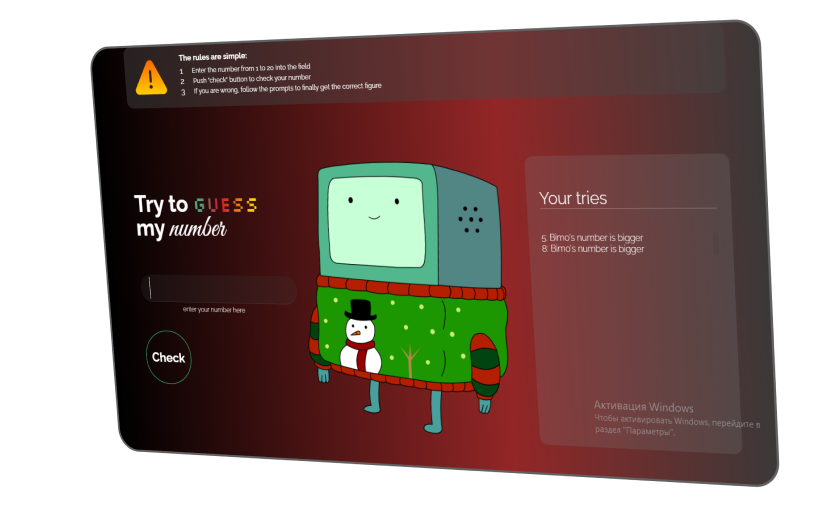 The rules are simple:
1 Enter the number from 1 to 20 into the field
2 Push "check" button to check your number
3 If you are wrong, follow the prompts to finally get the correct figure
Try to GUESS
my number
enter your number here
Check
Your tries
5: Bimo's number is bigger
8: Bimo's number is bigger
Активация Windows
Чтобы активировать Windows, перейдите в
раздел "Параметры".